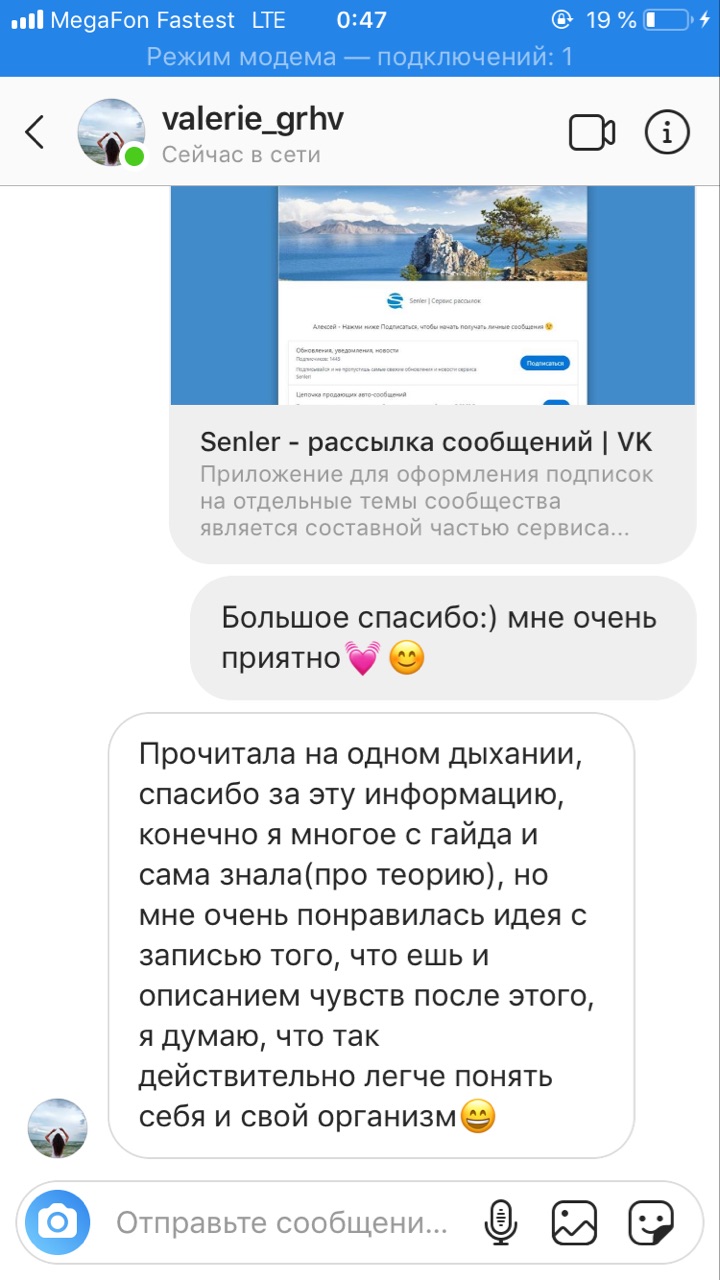 MegaFon Fastest LTE 0:47 19 %
Режим модема — подключений: 1
valerie_grhv
Сейчас в сети
Senler | Сервис рассылок
Алексей - Нажми ниже Подписаться, чтобы начать получать личные сообщения😉
Обновления, уведомления, новости
Подписчиков: 1445
Подписывайся и не пропустишь самые важные обновления и новости сервиса
Senler!
Подписаться
Цепочка продающих авто-сообщений
Senler - рассылка сообщений | VK
Приложение для оформления подписок
на отдельные темы сообщества
является составной частью сервиса...
Большое спасибо:) мне очень
приятно💓😊
Прочитала на одном дыхании,
спасибо за эту информацию,
конечно я многое с гайда и
сама знала(про теорию), но
мне очень понравилась идея с
записью того, что ешь и
описанием чувств после этого,
я думаю, что так
действительно легче понять
себя и свой организм😄
Отправьте сообщени...